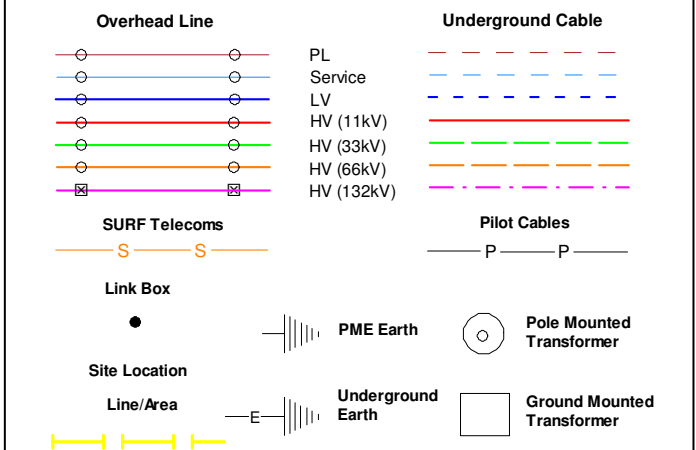 Overhead Line
Underground Cable
PL
Service
LV
HV (11kV)
HV (33kV)
HV (66kV)
HV (132kV)
SURF Telecoms
Pilot Cables
S S
P P
Link Box
PME Earth
Pole Mounted
Transformer
Site Location
Line/Area
E
Underground
Earth
Ground Mounted
Transformer